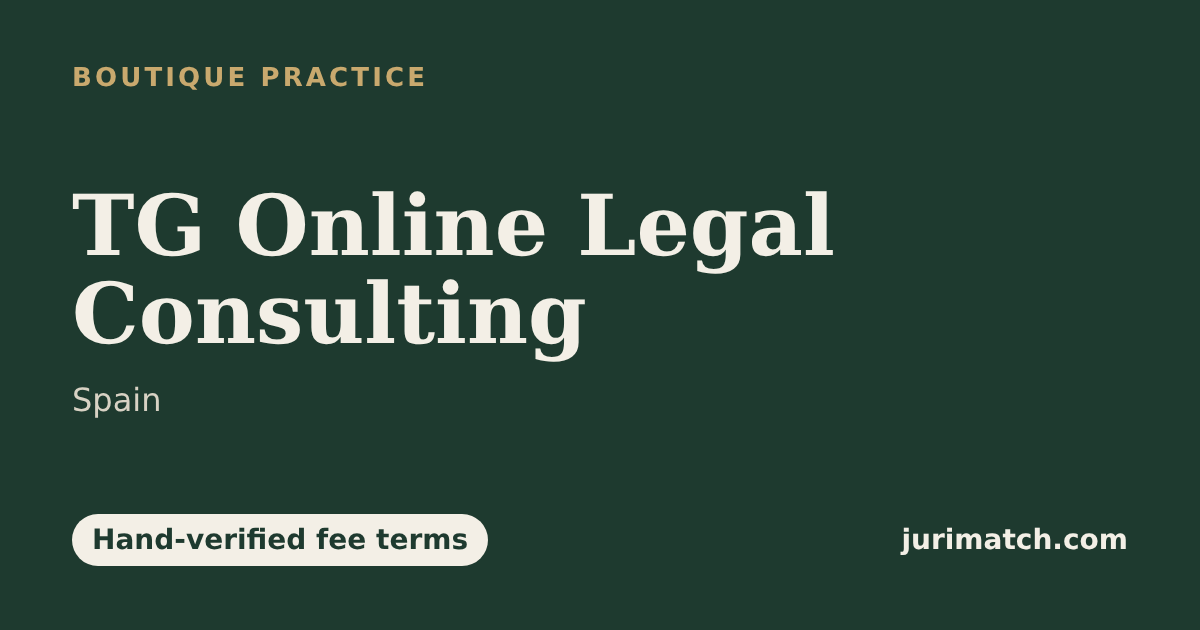 BOUTIQUE PRACTICE
TG Online Legal
Consulting
Spain
Hand-verified fee terms
jurimatch.com